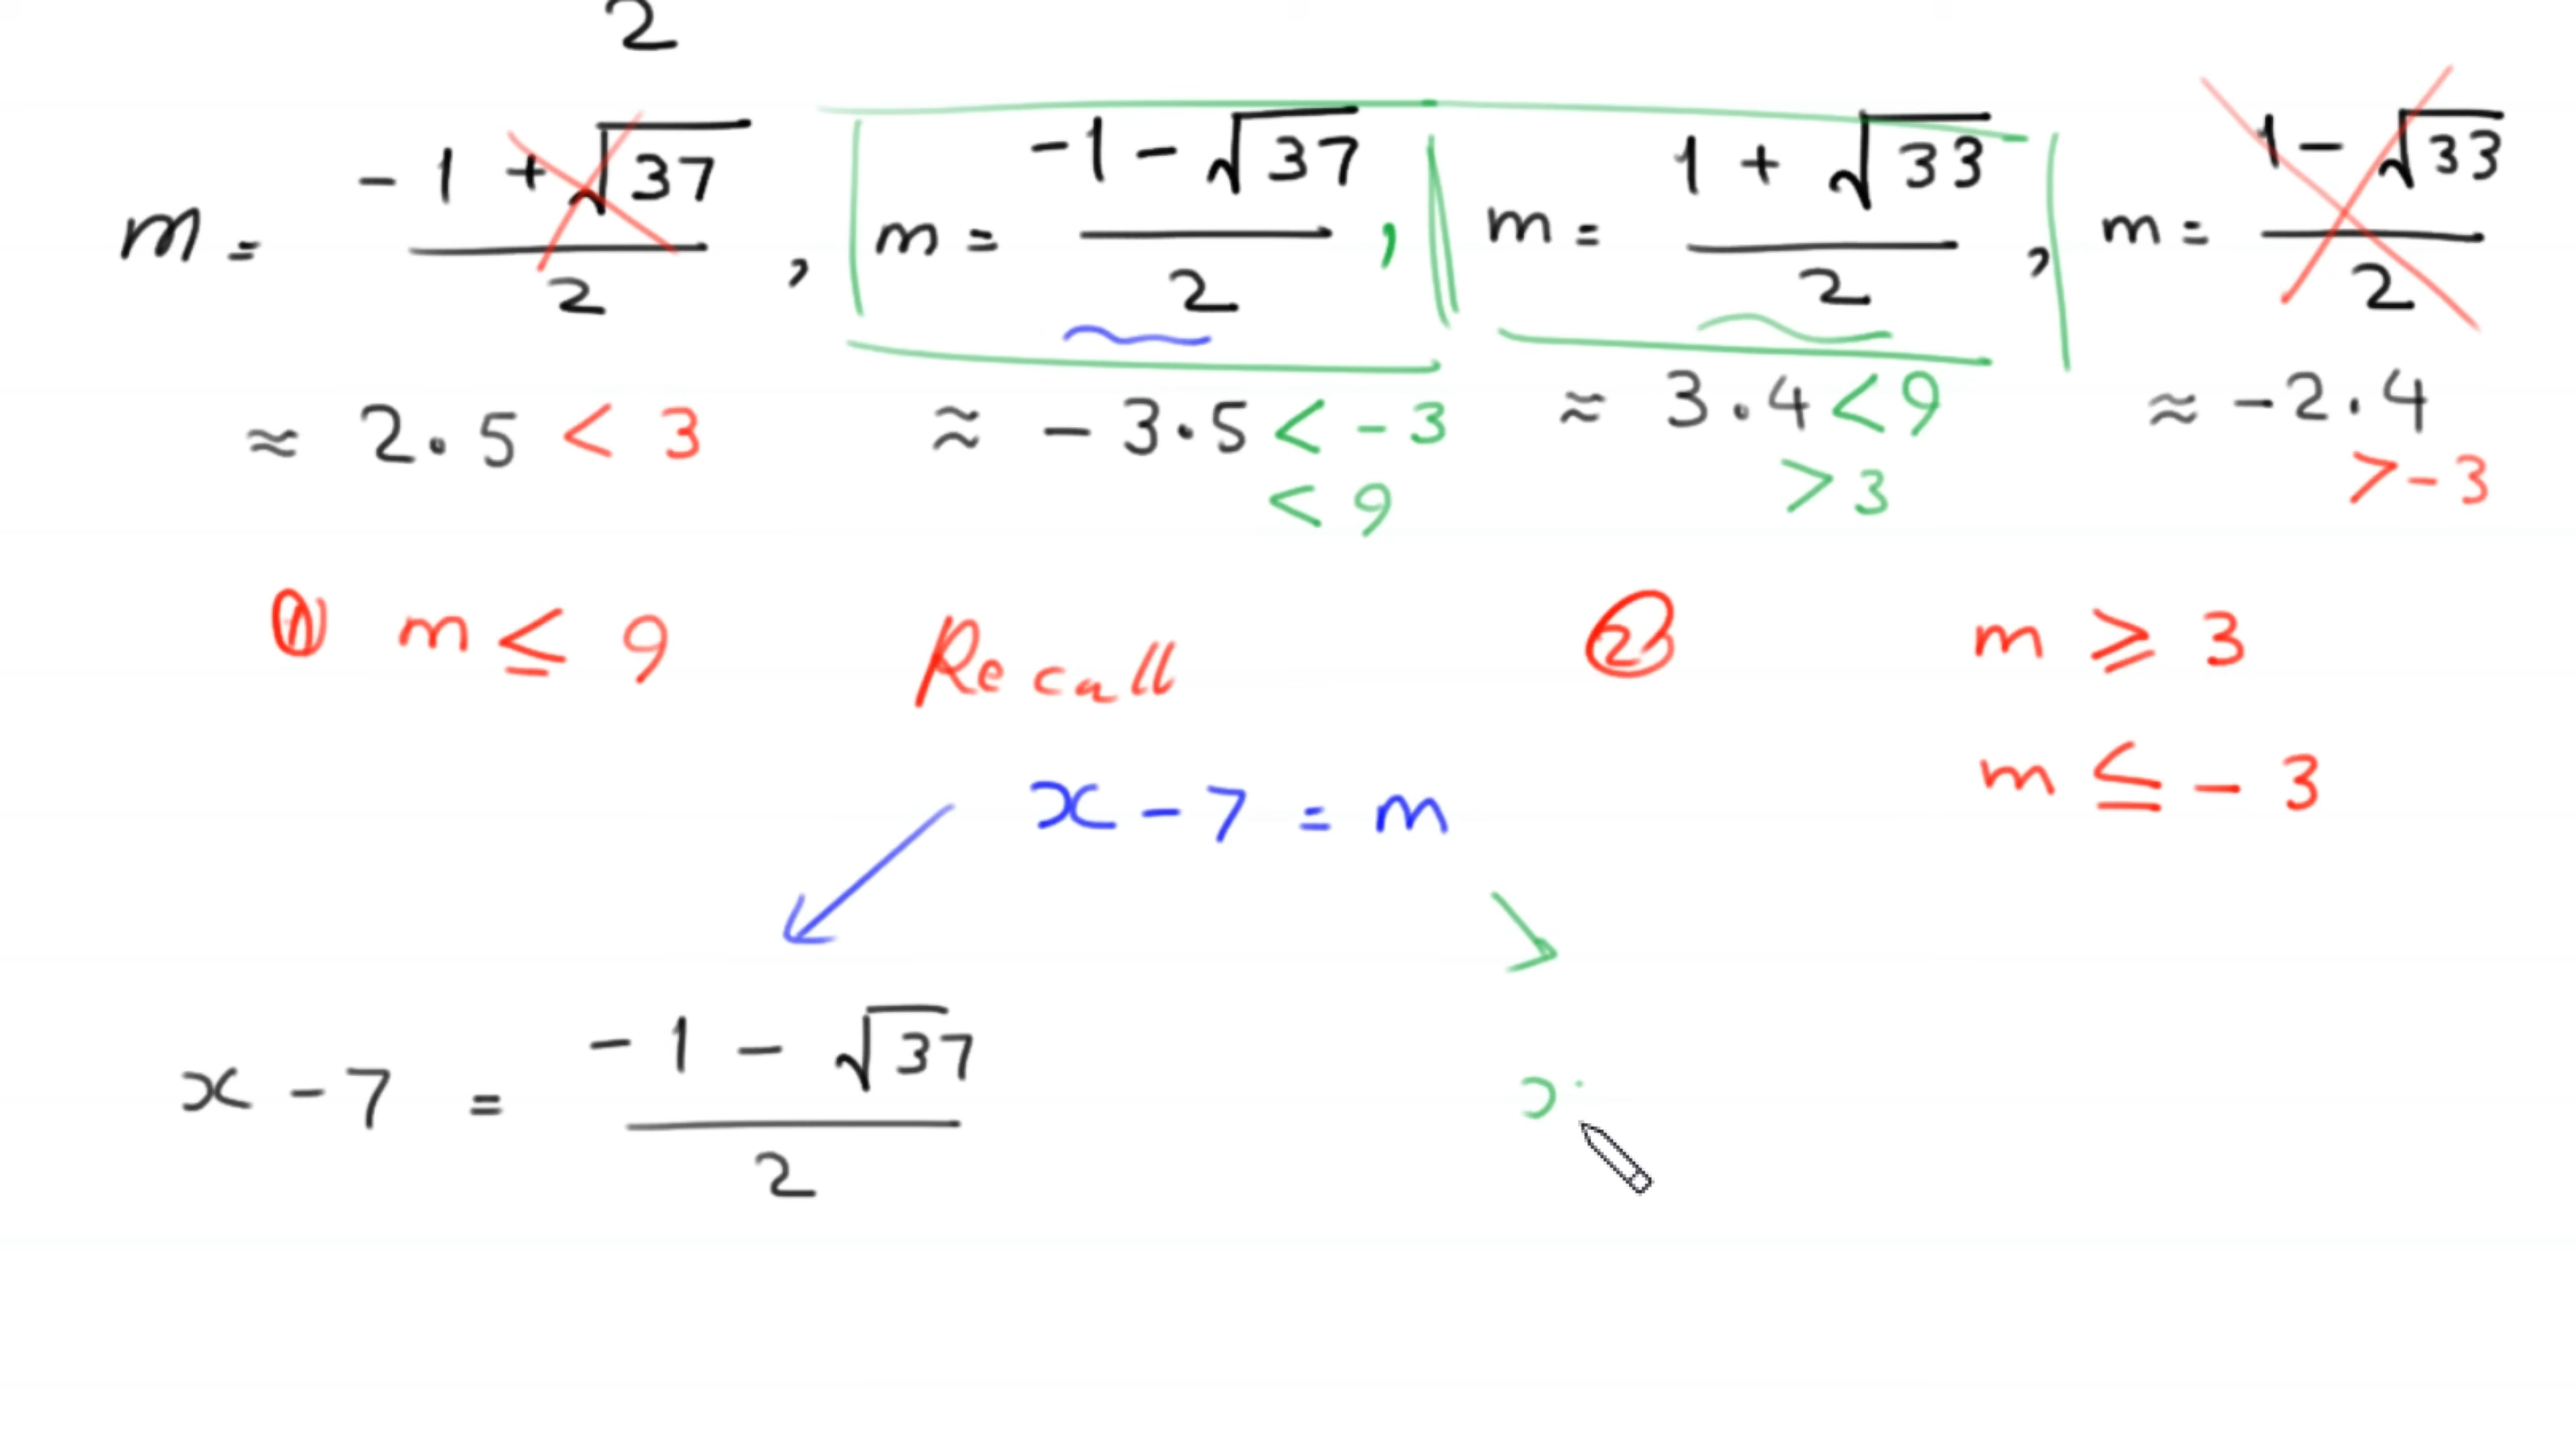 2
m = (-1 + √37)/2 , m = (-1 - √37)/2 , m = (1 + √33)/2 , m = (1 - √33)/2
≈ 2.5 < 3 ≈ -3.5 < -3 ≈ 3.4 < 9 ≈ -2.4
< 9 > 3 > -3
① m ≤ 9 Recall ② m ≥ 3
x - 7 = m m ≤ -3
x - 7 = (-1 - √37)/2